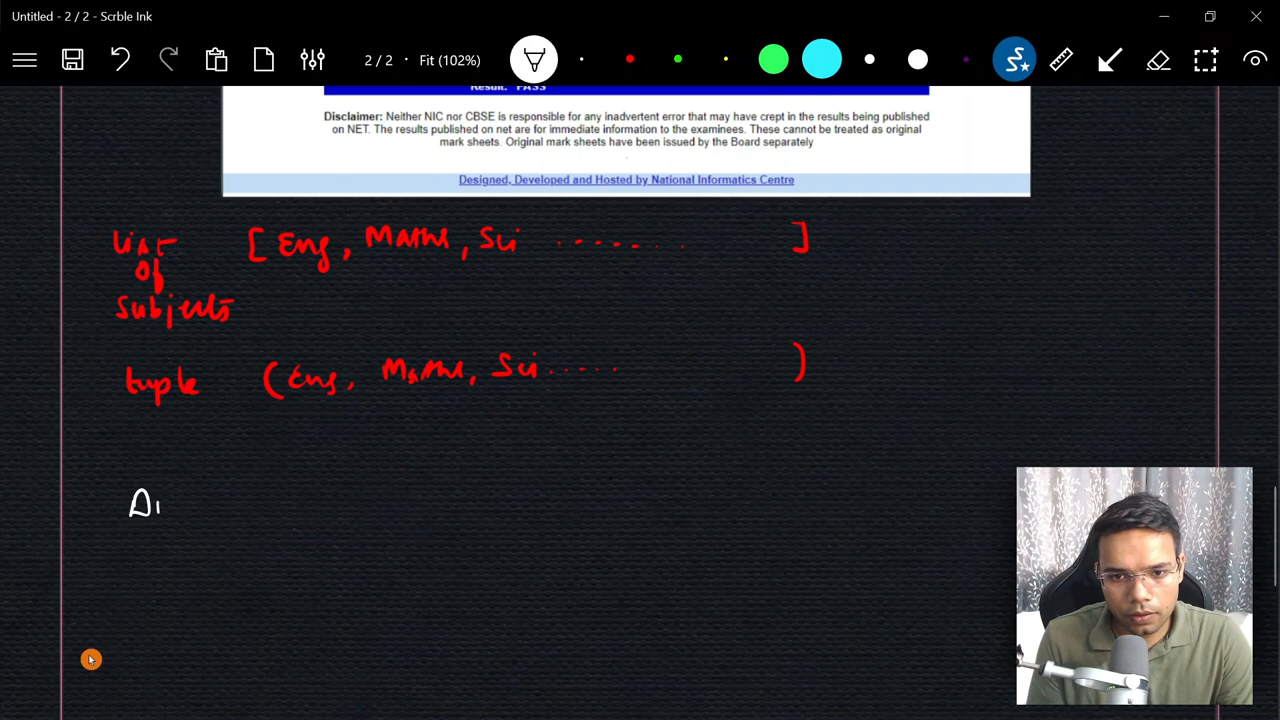 Untitled - 2 / 2 - Scrble Ink
2/2 · Fit (102%)
Result: PASS
Disclaimer: Neither NIC nor CBSE is responsible for any inadvertent error that may have crept in the results being published
on NET. The results published on net are for immediate information to the examinees. These cannot be treated as original
mark sheets. Original mark sheets have been issued by the Board separately
Designed, Developed and Hosted by National Informatics Centre
List [ Eng, Maths, Sci ........ ]
Of
Subjects
tuple ( Eng, Maths, Sci ..... )
Di